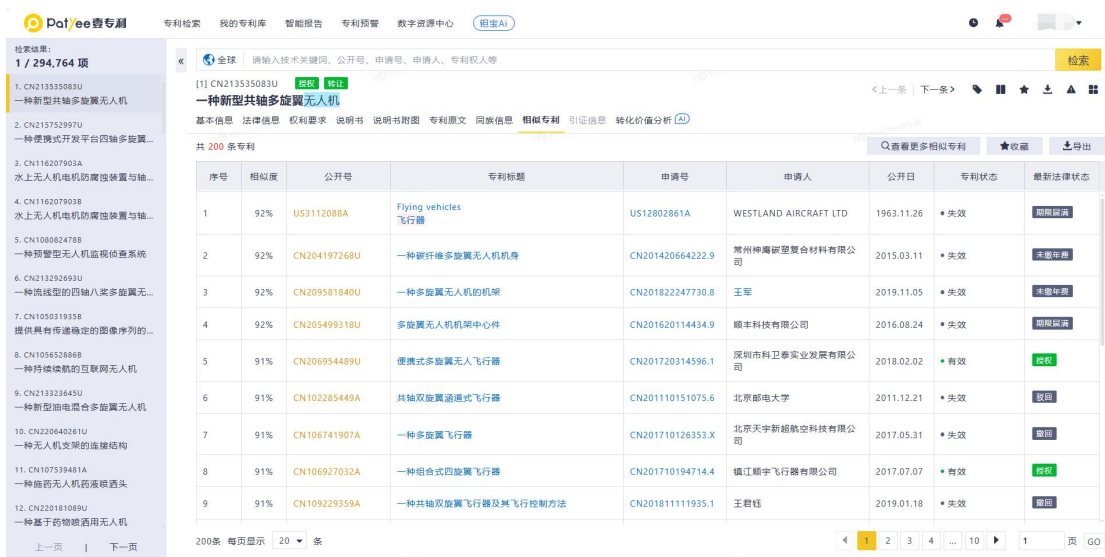 Patyee壹专利
专利检索 我的专利库 智能报告 专利预警 数字资源中心 钽宝Ai
检索结果:
1 / 294,764 项
1. CN213535083U
一种新型共轴多旋翼无人机
2. CN215752997U
一种便携式开发平台四轴多旋翼...
3. CN116207903A
水上无人机电机防腐蚀装置与轴...
4. CN116207903B
水上无人机电机防腐蚀装置与轴...
5. CN108082478B
一种预警型无人机监视侦查系统
6. CN213292693U
一种流线型的四轴八桨多旋翼无...
7. CN105031935B
提供具有传递稳定的图像序列的...
8. CN105652886B
一种持续续航的互联网无人机
9. CN213323645U
一种新型油电混合多旋翼无人机
10. CN220640261U
一种无人机支架的连接结构
11. CN107539481A
一种施药无人机药液喷洒头
12. CN220181089U
一种基于药物喷洒用无人机
上一页 | 下一页
«
全球 请输入技术关键词、公开号、申请号、申请人、专利权人等 检索
[1] CN213535083U 授权 转让
一种新型共轴多旋翼无人机
<上一条 下一条>
基本信息 法律信息 权利要求 说明书 说明书附图 专利原文 同族信息 相似专利 引证信息 转化价值分析 AI
共 200 条专利 查看更多相似专利 收藏 导出
序号 相似度 公开号 专利标题 申请号 申请人 公开日 专利状态 最新法律状态
1 92% US3112088A Flying vehicles 飞行器 US12802861A WESTLAND AIRCRAFT LTD 1963.11.26 失效 期限届满
2 92% CN204197268U 一种碳纤维多旋翼无人机机身 CN201420664222.9 常州神鹰碳塑复合材料有限公司 2015.03.11 失效 未缴年费
3 92% CN209581840U 一种多旋翼无人机的机架 CN201822247730.8 王军 2019.11.05 失效 未缴年费
4 92% CN205499318U 多旋翼无人机机架中心件 CN201620114434.9 顺丰科技有限公司 2016.08.24 失效 期限届满
5 91% CN206954489U 便携式多旋翼无人飞行器 CN201720314596.1 深圳市科卫泰实业发展有限公司 2018.02.02 有效 授权
6 91% CN102285449A 共轴双旋翼涵道式飞行器 CN201110151075.6 北京邮电大学 2011.12.21 失效 驳回
7 91% CN106741907A 一种多旋翼飞行器 CN201710126353.X 北京天宇新超航空科技有限公司 2017.05.31 失效 撤回
8 91% CN106927032A 一种组合式四旋翼飞行器 CN201710194714.4 镇江顺宇飞行器有限公司 2017.07.07 有效 授权
9 91% CN109229359A 一种共轴双旋翼飞行器及其飞行控制方法 CN201811111935.1 王君钰 2019.01.18 失效 撤回
200条 每页显示 20 条
1 2 3 4 ... 10 1 页 GO